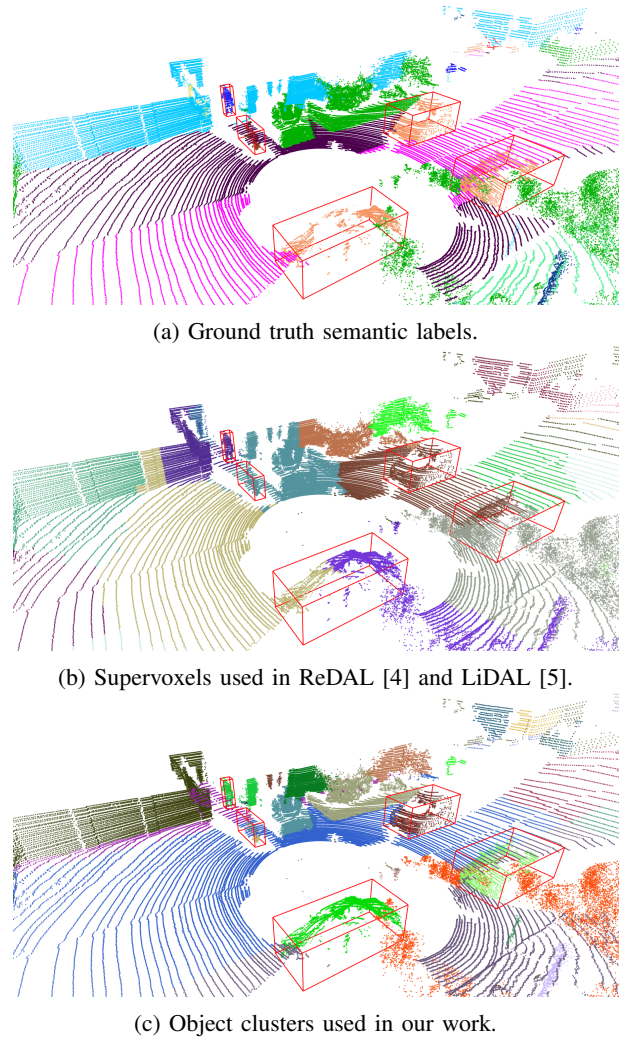 (a) Ground truth semantic labels.
(b) Supervoxels used in ReDAL [4] and LiDAL [5].
(c) Object clusters used in our work.